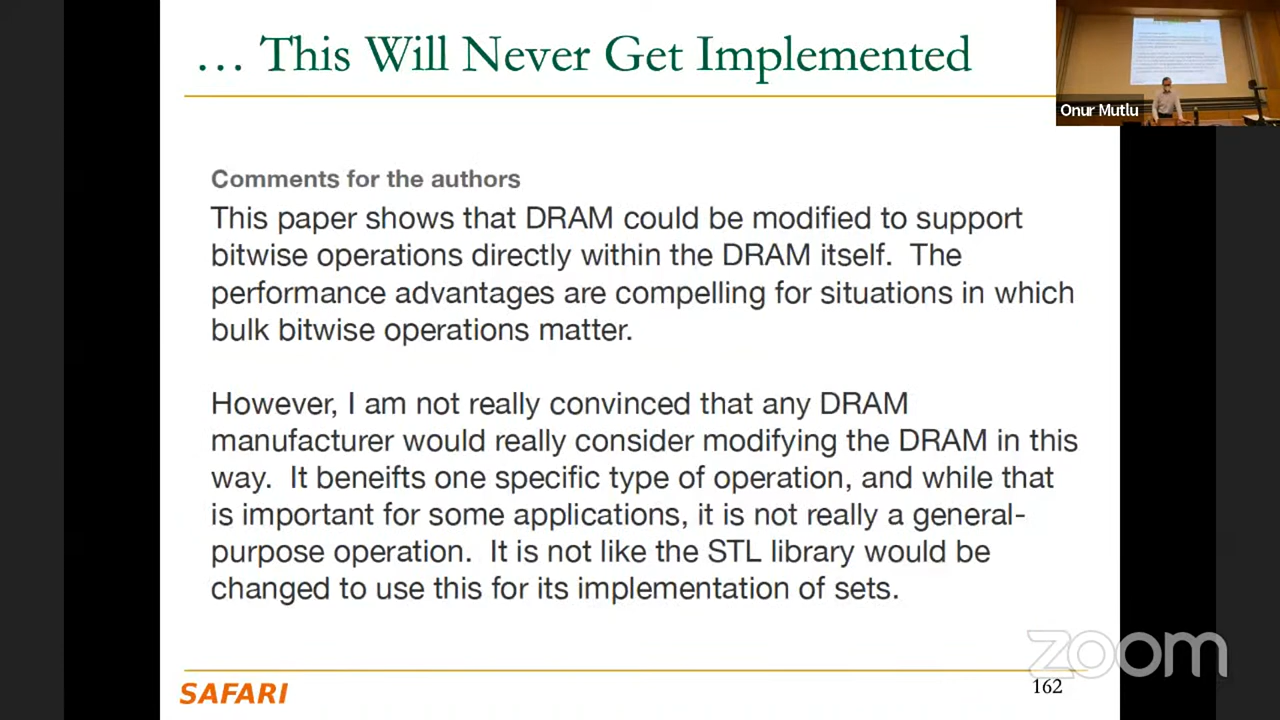 … This Will Never Get Implemented
Onur Mutlu
Comments for the authors
This paper shows that DRAM could be modified to support
bitwise operations directly within the DRAM itself.  The
performance advantages are compelling for situations in which
bulk bitwise operations matter.
However, I am not really convinced that any DRAM
manufacturer would really consider modifying the DRAM in this
way.  It beneifts one specific type of operation, and while that
is important for some applications, it is not really a general-
purpose operation.  It is not like the STL library would be
changed to use this for its implementation of sets.
zoom
SAFARI
162